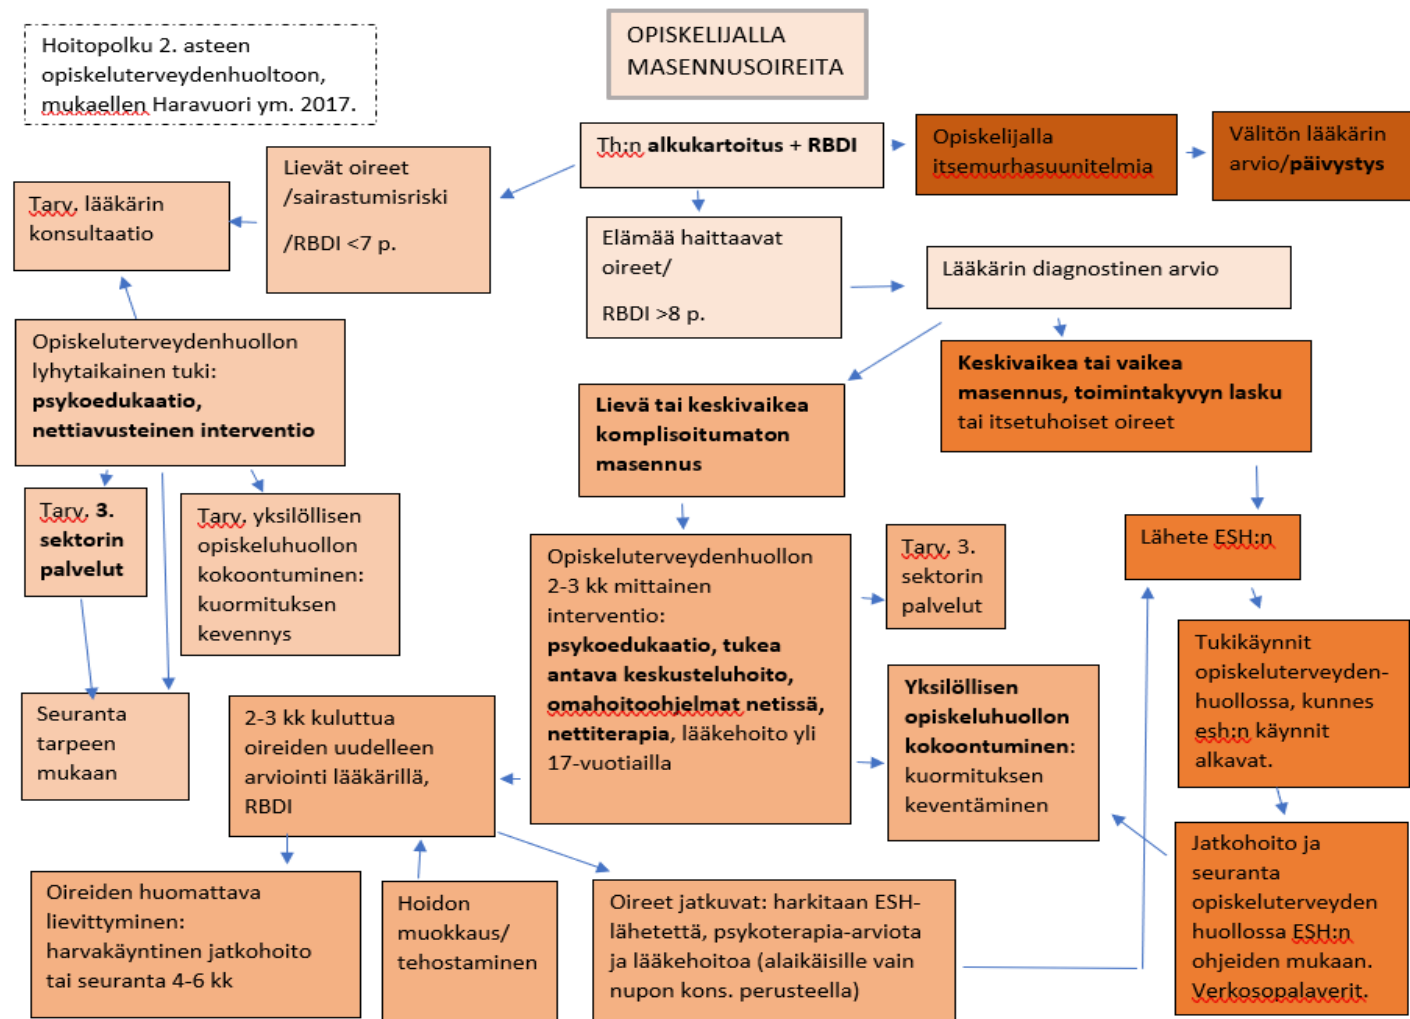 Hoitopolku 2. asteen
opiskeluterveydenhuoltoon,
mukaellen Haravuori ym. 2017.
OPISKELIJALLA
MASENNUSOIREITA
Th:n alkukartoitus + RBDI
Opiskelijalla
itsemurhasuunitelmia
Välitön lääkärin
arvio/päivystys
Lievät oireet
/sairastumisriski
/RBDI <7 p.
Tarv. lääkärin
konsultaatio
Elämää haittaavat
oireet/
RBDI >8 p.
Lääkärin diagnostinen arvio
Opiskeluterveydenhuollon
lyhytaikainen tuki:
psykoedukaatio,
nettiavusteinen interventio
Keskivaikea tai vaikea
masennus, toimintakyvyn lasku
tai itsetuhoiset oireet
Lievä tai keskivaikea
komplisoitumaton
masennus
Tarv. 3.
sektorin
palvelut
Tarv. yksilöllisen
opiskeluhuollon
kokoontuminen:
kuormituksen
kevennys
Opiskeluterveydenhuollon
2-3 kk mittainen
interventio:
psykoedukaatio, tukea
antava keskusteluhoito,
omahoitoohjelmat netissä,
nettiterapia, lääkehoito yli
17-vuotiailla
Tarv. 3.
sektorin
palvelut
Lähete ESH:n
Tukikäynnit
opiskeluterveyden-
huollossa, kunnes
esh:n käynnit
alkavat.
Yksilöllisen
opiskeluhuollon
kokoontuminen:
kuormituksen
keventäminen
Seuranta
tarpeen
mukaan
2-3 kk kuluttua
oireiden uudelleen
arviointi lääkärillä,
RBDI
Jatkohoito ja
seuranta
opiskeluterveyden
huollossa ESH:n
ohjeiden mukaan.
Verkosopalaverit.
Oireiden huomattava
lievittyminen:
harvakäyntinen jatkohoito
tai seuranta 4-6 kk
Hoidon
muokkaus/
tehostaminen
Oireet jatkuvat: harkitaan ESH-
lähetettä, psykoterapia-arviota
ja lääkehoitoa (alaikäisille vain
nupon kons. perusteella)